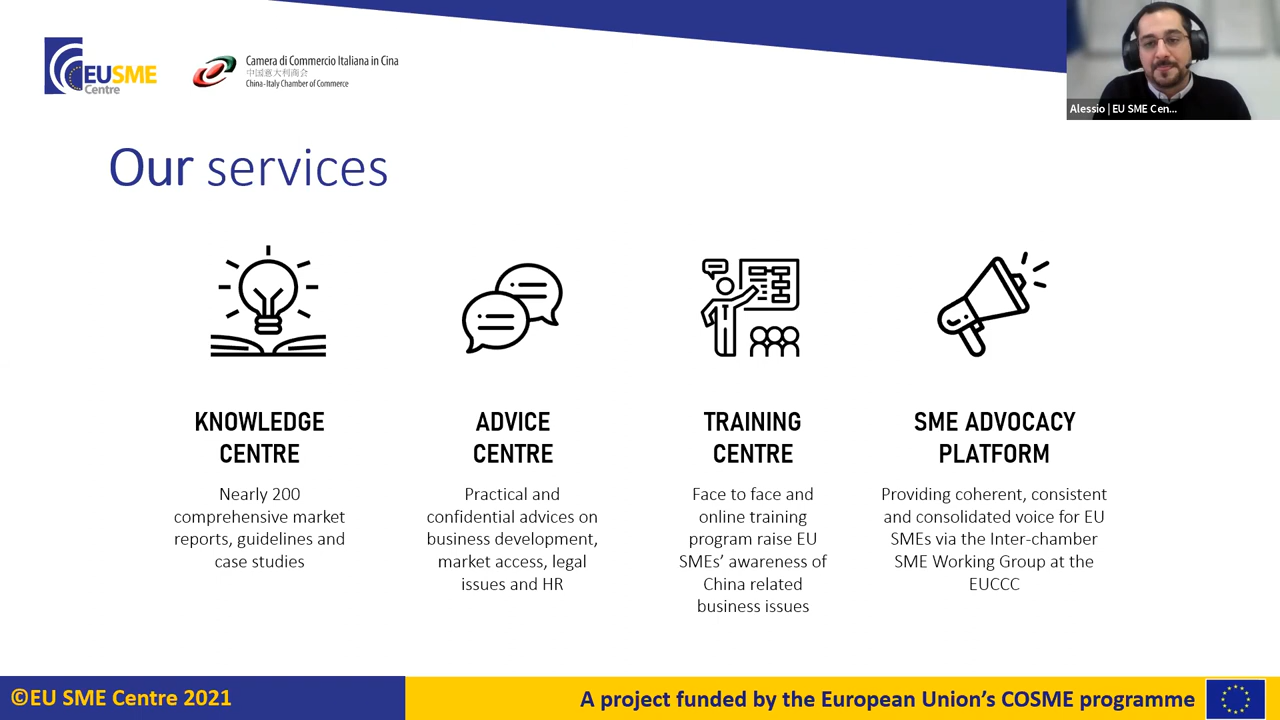 EUSME
Centre
Camera di Commercio Italiana in Cina
中国意大利商会
China - Italy Chamber of Commerce
Alessio | EU SME Cen...
Our services
KNOWLEDGE
CENTRE
Nearly 200
comprehensive market
reports, guidelines and
case studies
ADVICE
CENTRE
Practical and
confidential advices on
business development,
market access, legal
issues and HR
TRAINING
CENTRE
Face to face and
online training
program raise EU
SMEs’ awareness of
China related
business issues
SME ADVOCACY
PLATFORM
Providing coherent, consistent
and consolidated voice for EU
SMEs via the Inter-chamber
SME Working Group at the
EUCCC
©EU SME Centre 2021
A project funded by the European Union’s COSME programme